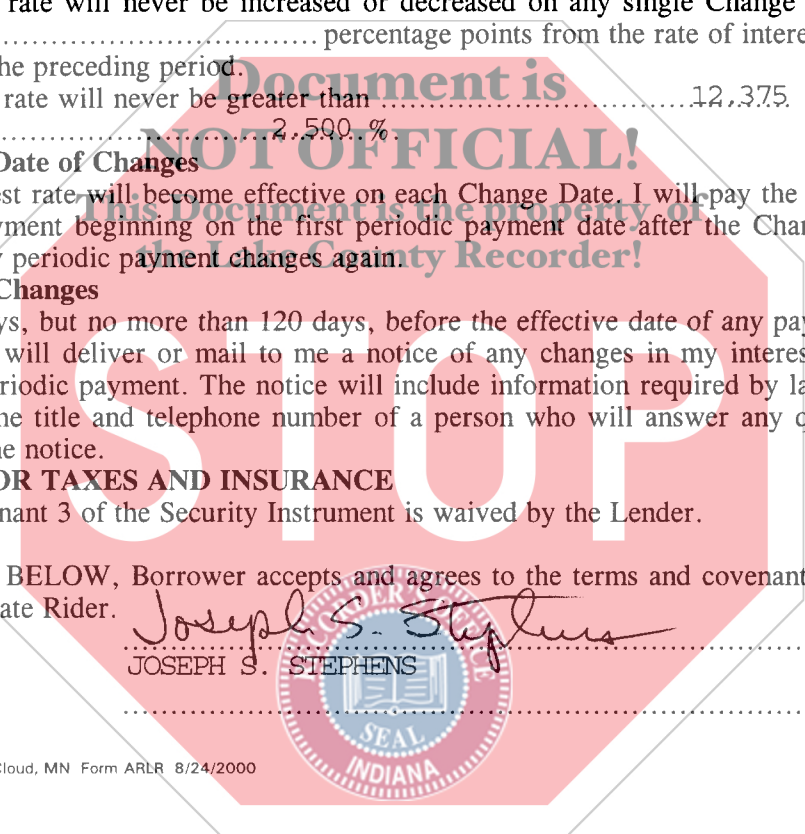 rate will never be increased or decreased on any single Change
percentage points from the rate of intere
he preceding period.
rate will never be greater than 12.375
2.500 %.
Date of Changes
est rate will become effective on each Change Date. I will pay the
yment beginning on the first periodic payment date after the Chan
y periodic payment changes again.
Changes
ys, but no more than 120 days, before the effective date of any pay
will deliver or mail to me a notice of any changes in my interes
eriodic payment. The notice will include information required by la
he title and telephone number of a person who will answer any q
he notice.
OR TAXES AND INSURANCE
nant 3 of the Security Instrument is waived by the Lender.
BELOW, Borrower accepts and agrees to the terms and covenant
ate Rider.
Joseph S. Stephens
JOSEPH S. STEPHENS
Cloud, MN Form ARLR 8/24/2000
Document is
NOT OFFICIAL!
This Document is the property of
the Lake County Recorder!
STOP
RECORDER'S OFFICE
SEAL
INDIANA